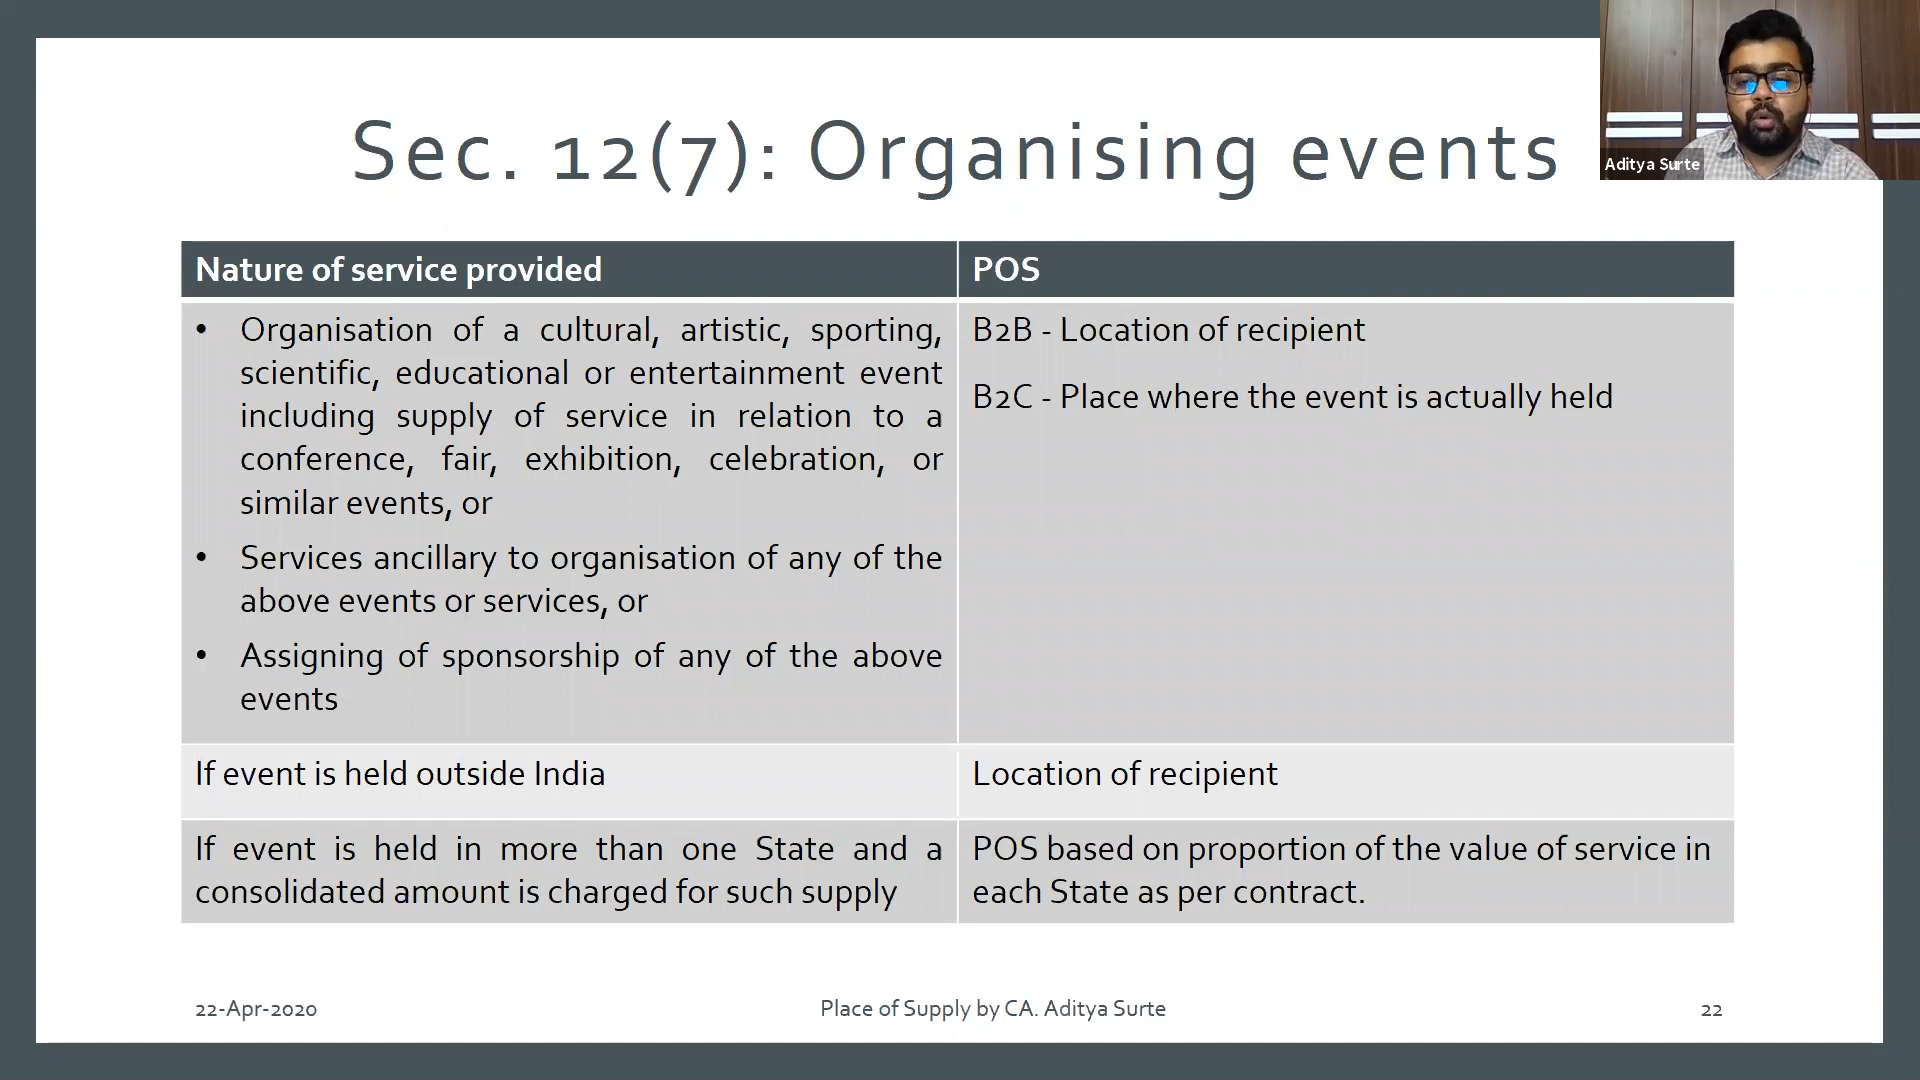 Sec. 12(7): Organising events
Aditya Surte
Nature of service provided
POS
• Organisation of a cultural, artistic, sporting,
scientific, educational or entertainment event
including supply of service in relation to a
conference, fair, exhibition, celebration, or
similar events, or
• Services ancillary to organisation of any of the
above events or services, or
• Assigning of sponsorship of any of the above
events
B2B - Location of recipient
B2C - Place where the event is actually held
If event is held outside India
Location of recipient
If event is held in more than one State and a
consolidated amount is charged for such supply
POS based on proportion of the value of service in
each State as per contract.
22-Apr-2020
Place of Supply by CA. Aditya Surte
22